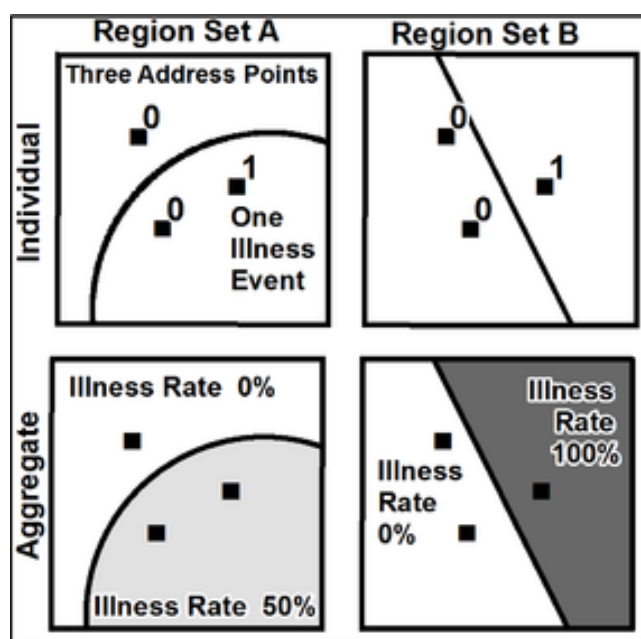 Region Set A
Region Set B
Individual
Three Address Points
0
1
0
One
Illness
Event
0
1
0
Aggregate
Illness Rate 0%
Illness Rate 50%
Illness
Rate
100%
Illness
Rate
0%